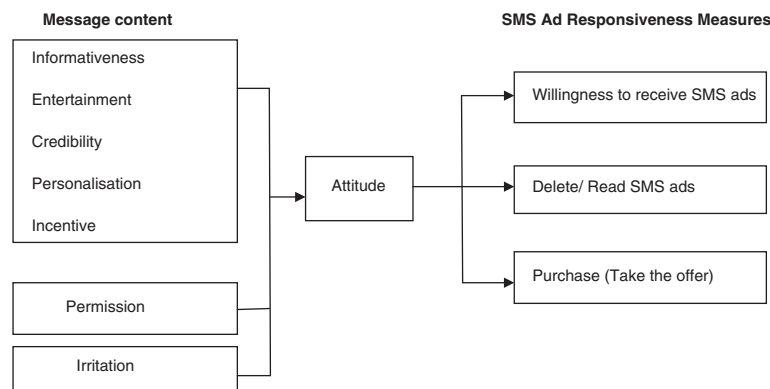 Message content
Informativeness
Entertainment
Credibility
Personalisation
Incentive
Permission
Irritation
Attitude
SMS Ad Responsiveness Measures
Willingness to receive SMS ads
Delete/ Read SMS ads
Purchase (Take the offer)